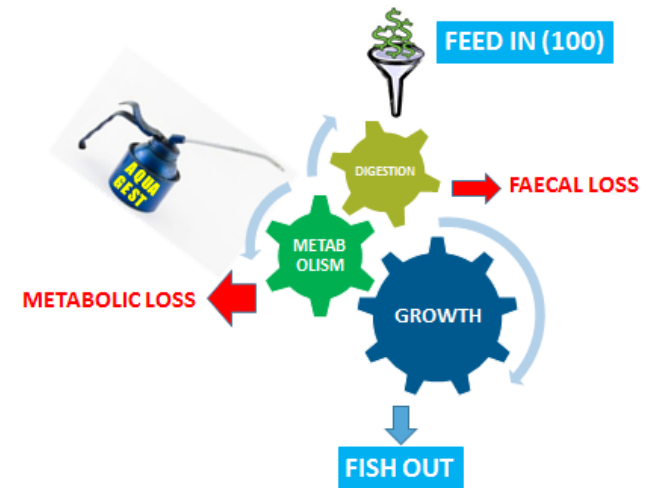 FEED IN (100)
DIGESTION
FAECAL LOSS
AQUA
GEST
METAB
OLISM
METABOLIC LOSS
GROWTH
FISH OUT